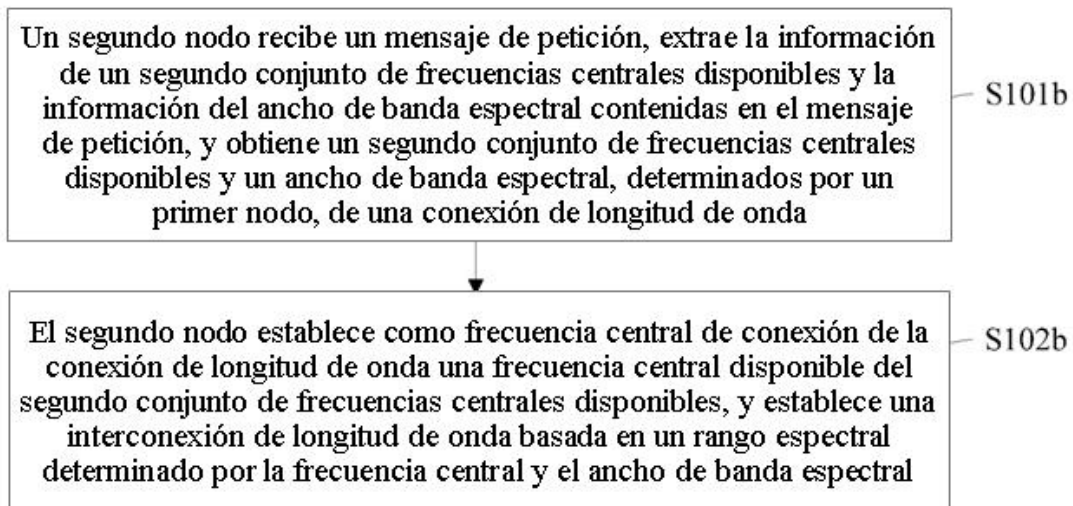 Un segundo nodo recibe un mensaje de petición, extrae la información
de un segundo conjunto de frecuencias centrales disponibles y la
información del ancho de banda espectral contenidas en el mensaje
de petición, y obtiene un segundo conjunto de frecuencias centrales
disponibles y un ancho de banda espectral, determinados por un
primer nodo, de una conexión de longitud de onda
S101b
El segundo nodo establece como frecuencia central de conexión de la
conexión de longitud de onda una frecuencia central disponible del
segundo conjunto de frecuencias centrales disponibles, y establece una
interconexión de longitud de onda basada en un rango espectral
determinado por la frecuencia central y el ancho de banda espectral
S102b